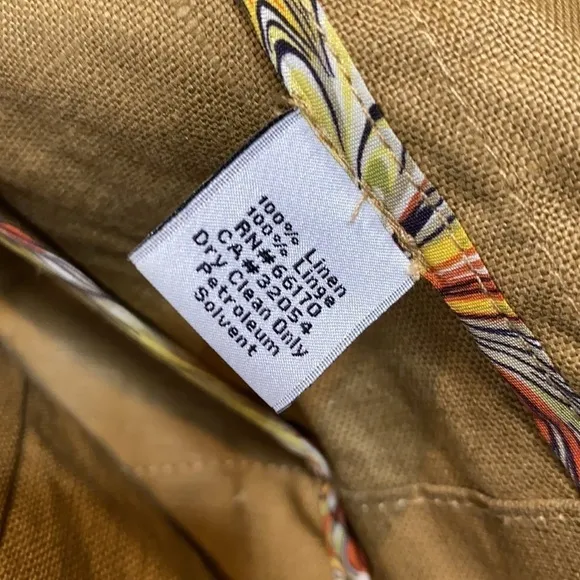 100% Linen
100% Linge
RN# 66170
CA# 32054
Dry Clean Only
Petroleum
Solvent